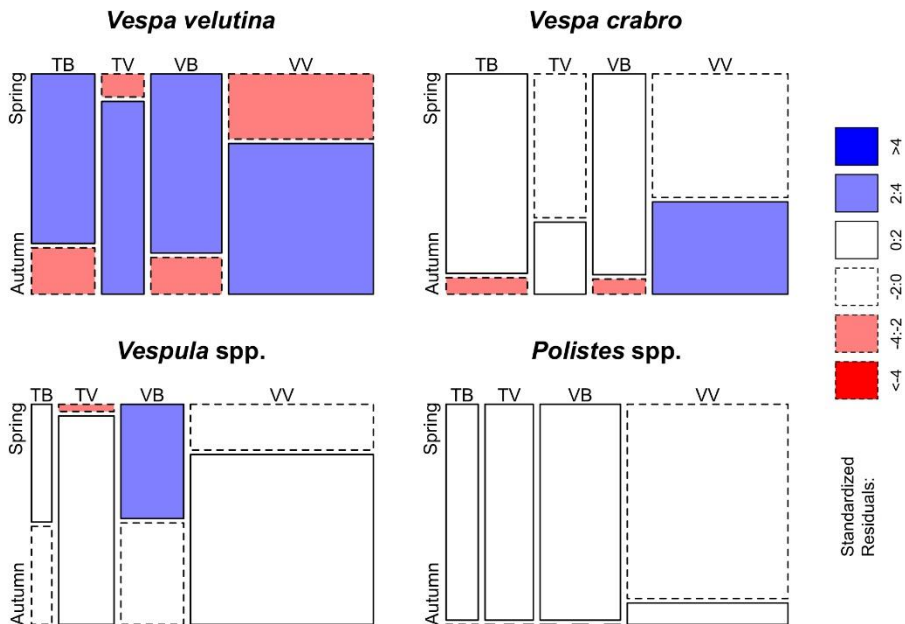 Vespa velutina
TB TV VB VV
Spring
Autumn
Vespa crabro
TB TV VB VV
Spring
Autumn
Vespula spp.
TB TV VB VV
Spring
Autumn
Polistes spp.
TB TV VB VV
Spring
Autumn
>4
2:4
0:2
-2:0
-4:-2
<-4
Standardized
Residuals: